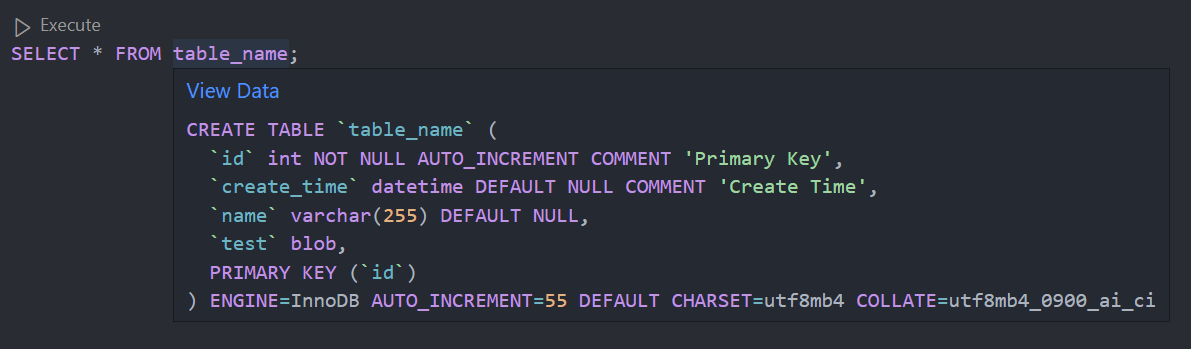 Execute
SELECT * FROM table_name;
View Data
CREATE TABLE `table_name` (
  `id` int NOT NULL AUTO_INCREMENT COMMENT 'Primary Key',
  `create_time` datetime DEFAULT NULL COMMENT 'Create Time',
  `name` varchar(255) DEFAULT NULL,
  `test` blob,
  PRIMARY KEY (`id`)
) ENGINE=InnoDB AUTO_INCREMENT=55 DEFAULT CHARSET=utf8mb4 COLLATE=utf8mb4_0900_ai_ci